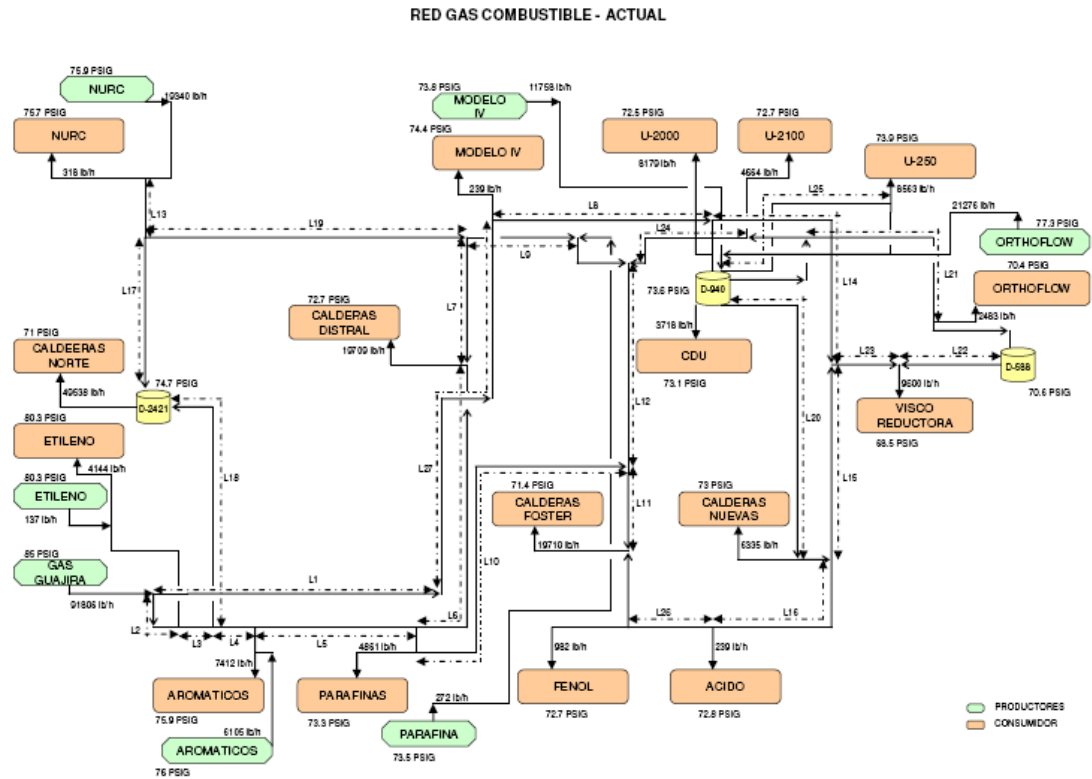 RED GAS COMBUSTIBLE - ACTUAL
75.9 PSIG
NURC
19340 lb/h
75.7 PSIG
NURC
318 lb/h
73.8 PSIG
MODELO
IV
11758 lb/h
74.4 PSIG
MODELO IV
239 lb/h
72.5 PSIG
U-2000
8179 lb/h
72.7 PSIG
U-2100
4664 lb/h
73.9 PSIG
U-250
8563 lb/h
21276 lb/h
77.3 PSIG
ORTHOFLOW
70.4 PSIG
ORTHOFLOW
2483 lb/h
L13
L19
L8
L25
L24
L9
L17
L7
L14
L21
73.6 PSIG
D-940
72.7 PSIG
CALDERAS
DISTRAL
19709 lb/h
3718 lb/h
CDU
73.1 PSIG
L23
L22
D-588
70.6 PSIG
9600 lb/h
VISCO
REDUCTORA
68.5 PSIG
71 PSIG
CALDEERAS
NORTE
49538 lb/h
74.7 PSIG
D-2421
80.3 PSIG
ETILENO
4144 lb/h
80.3 PSIG
ETILENO
137 lb/h
85 PSIG
GAS
GUAJIRA
91806 lb/h
L18
L27
L12
L20
L15
L11
L10
71.4 PSIG
CALDERAS
FOSTER
19710 lb/h
73 PSIG
CALDERAS
NUEVAS
6335 lb/h
L1
L6
L2
L3
L4
L5
L26
L16
7412 lb/h
AROMATICOS
75.9 PSIG
6105 lb/h
AROMATICOS
76 PSIG
4861 lb/h
PARAFINAS
73.3 PSIG
272 lb/h
PARAFINA
73.5 PSIG
982 lb/h
FENOL
72.7 PSIG
239 lb/h
ACIDO
72.8 PSIG
PRODUCTORES
CONSUMIDOR